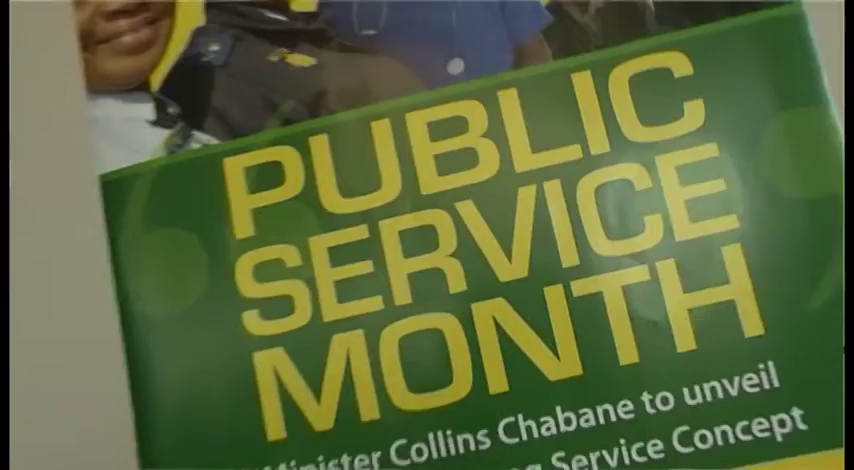 PUBLIC
SERVICE
MONTH
Minister Collins Chabane to unveil
Service Concept